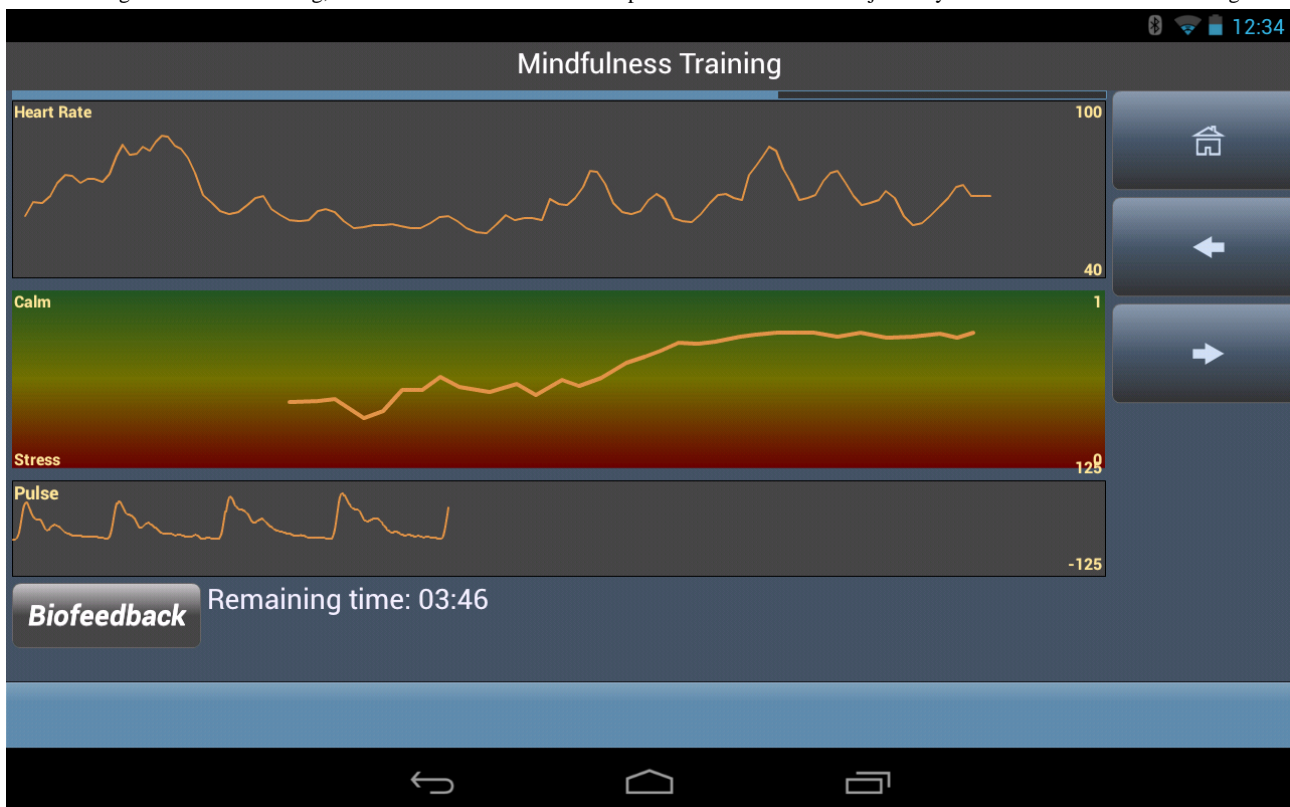 12:34
Mindfulness Training
Heart Rate 100
40
Calm 1
Stress 0
125
Pulse
-125
Biofeedback Remaining time: 03:46